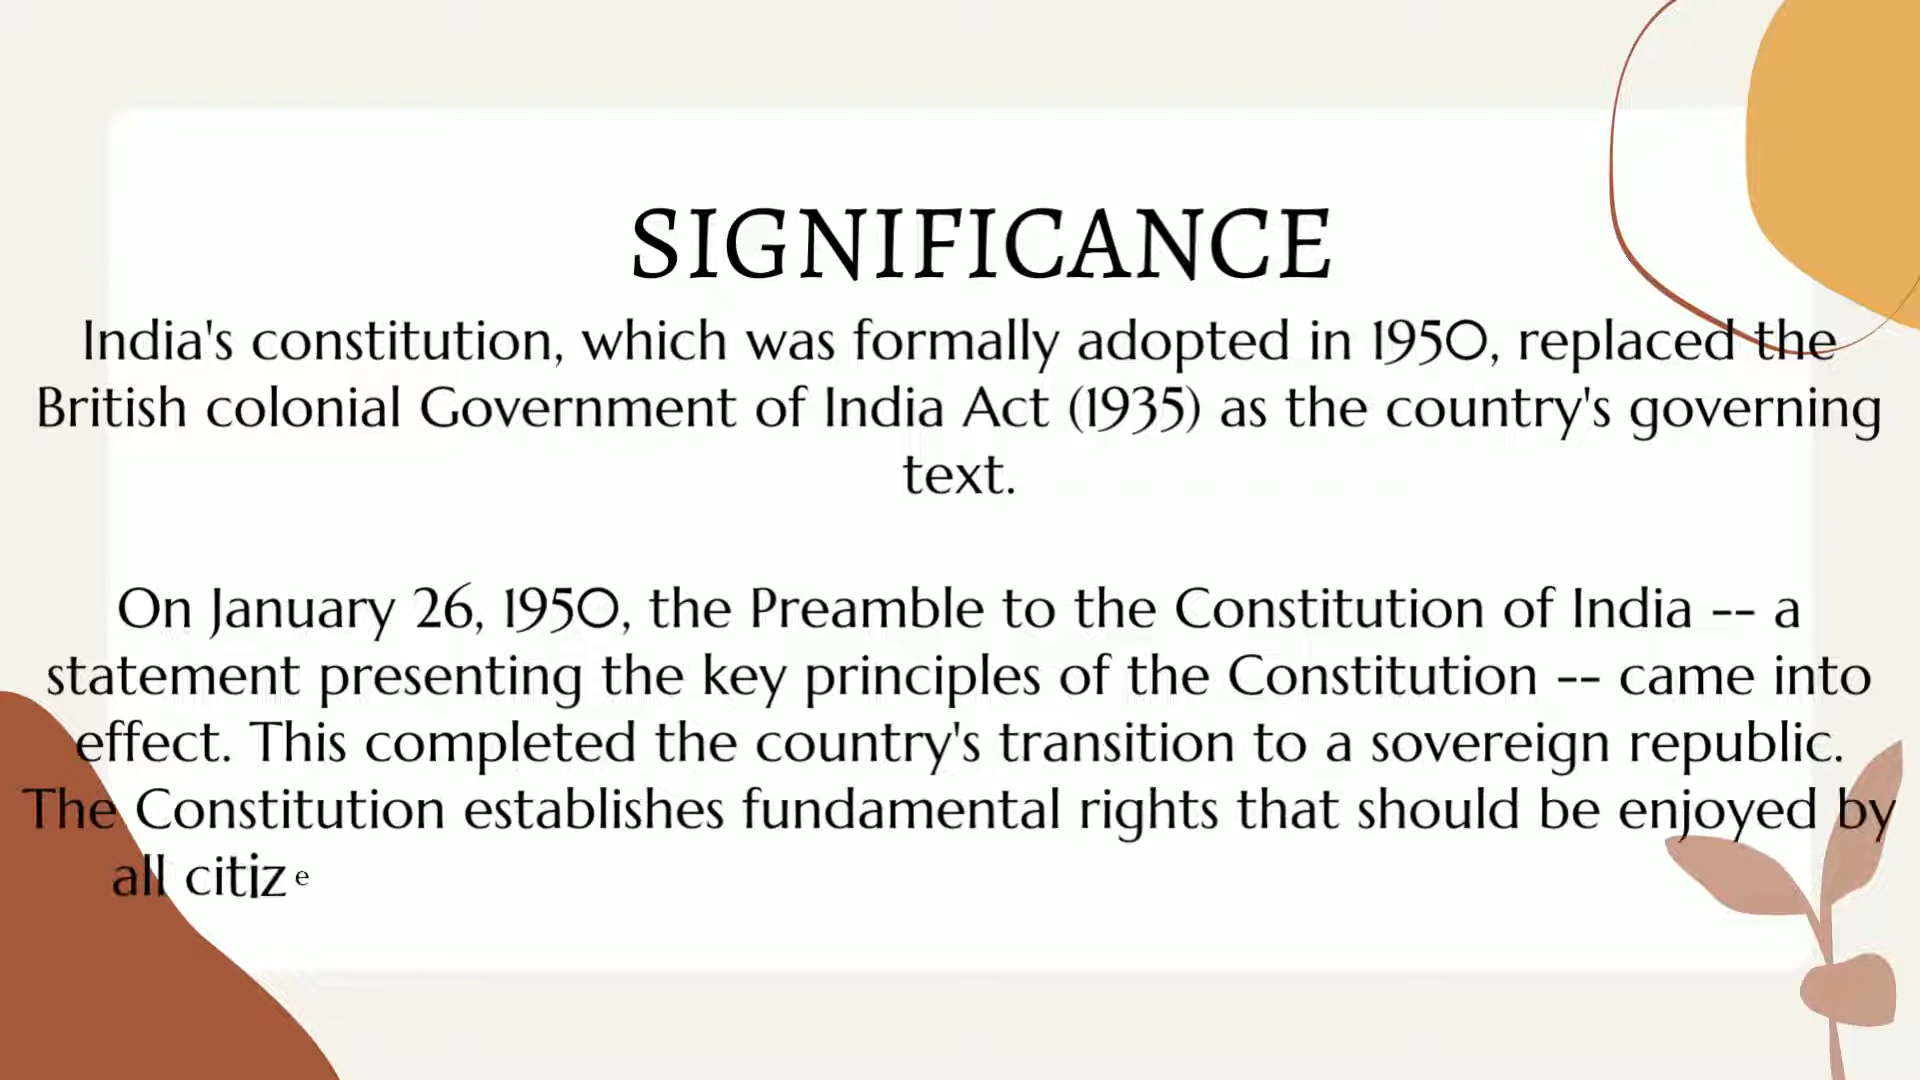 SIGNIFICANCE
India's constitution, which was formally adopted in 1950, replaced the
British colonial Government of India Act (1935) as the country's governing
text.
On January 26, 1950, the Preamble to the Constitution of India -- a
statement presenting the key principles of the Constitution -- came into
effect. This completed the country's transition to a sovereign republic.
The Constitution establishes fundamental rights that should be enjoyed by
all citize